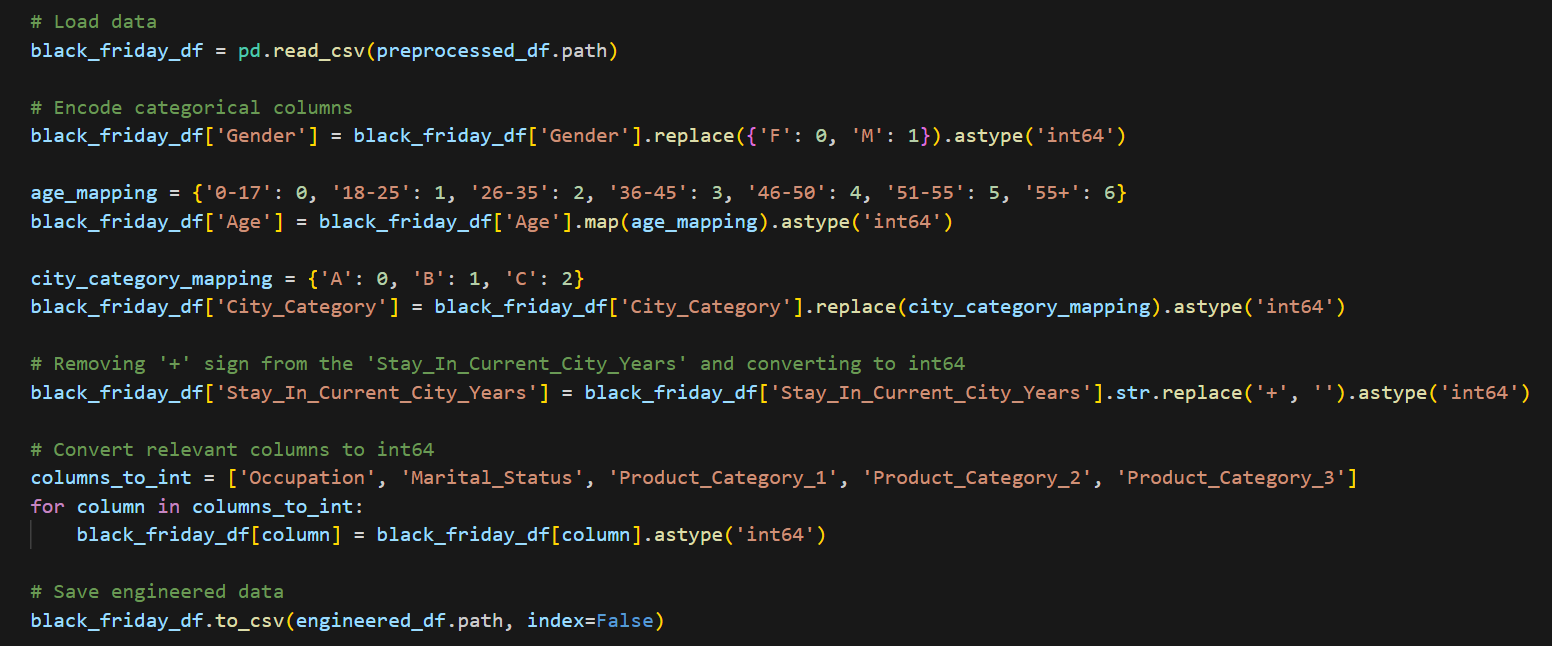 # Load data
black_friday_df = pd.read_csv(preprocessed_df.path)

# Encode categorical columns
black_friday_df['Gender'] = black_friday_df['Gender'].replace({'F': 0, 'M': 1}).astype('int64')

age_mapping = {'0-17': 0, '18-25': 1, '26-35': 2, '36-45': 3, '46-50': 4, '51-55': 5, '55+': 6}
black_friday_df['Age'] = black_friday_df['Age'].map(age_mapping).astype('int64')

city_category_mapping = {'A': 0, 'B': 1, 'C': 2}
black_friday_df['City_Category'] = black_friday_df['City_Category'].replace(city_category_mapping).astype('int64')

# Removing '+' sign from the 'Stay_In_Current_City_Years' and converting to int64
black_friday_df['Stay_In_Current_City_Years'] = black_friday_df['Stay_In_Current_City_Years'].str.replace('+', '').astype('int64')

# Convert relevant columns to int64
columns_to_int = ['Occupation', 'Marital_Status', 'Product_Category_1', 'Product_Category_2', 'Product_Category_3']
for column in columns_to_int:
    black_friday_df[column] = black_friday_df[column].astype('int64')

# Save engineered data
black_friday_df.to_csv(engineered_df.path, index=False)